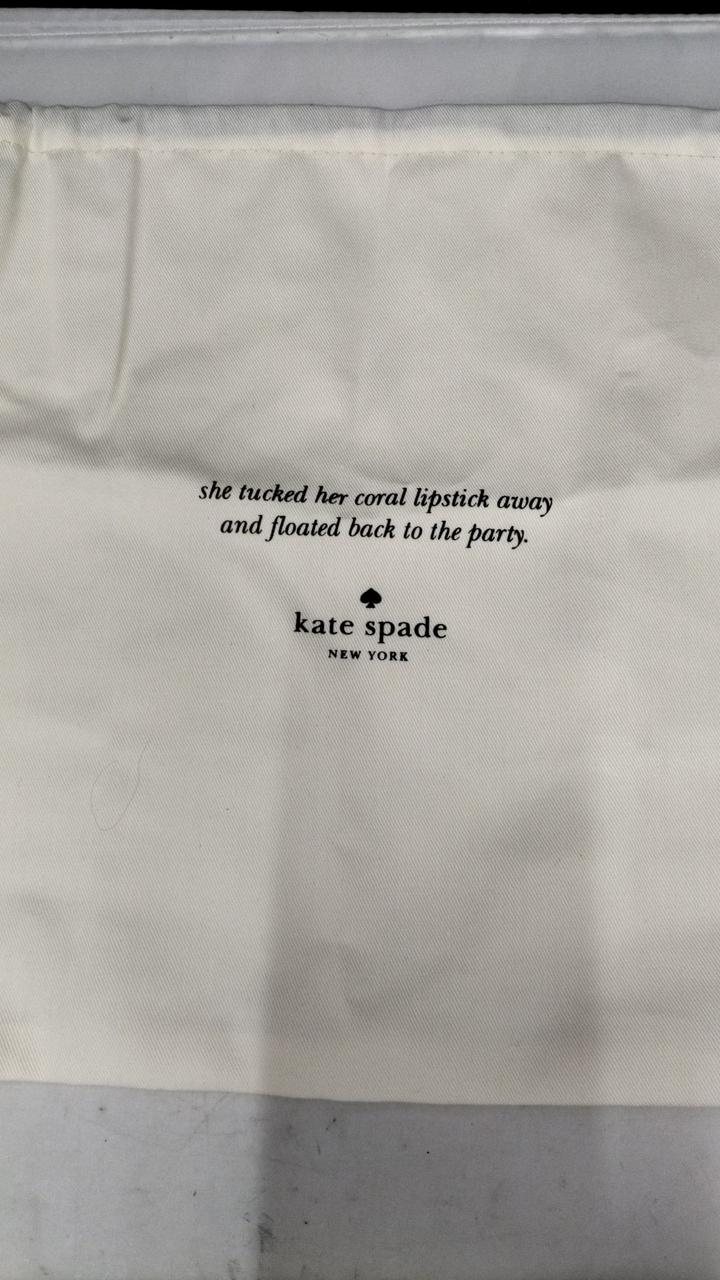 she tucked her coral lipstick away
and floated back to the party.
kate spade
NEW YORK